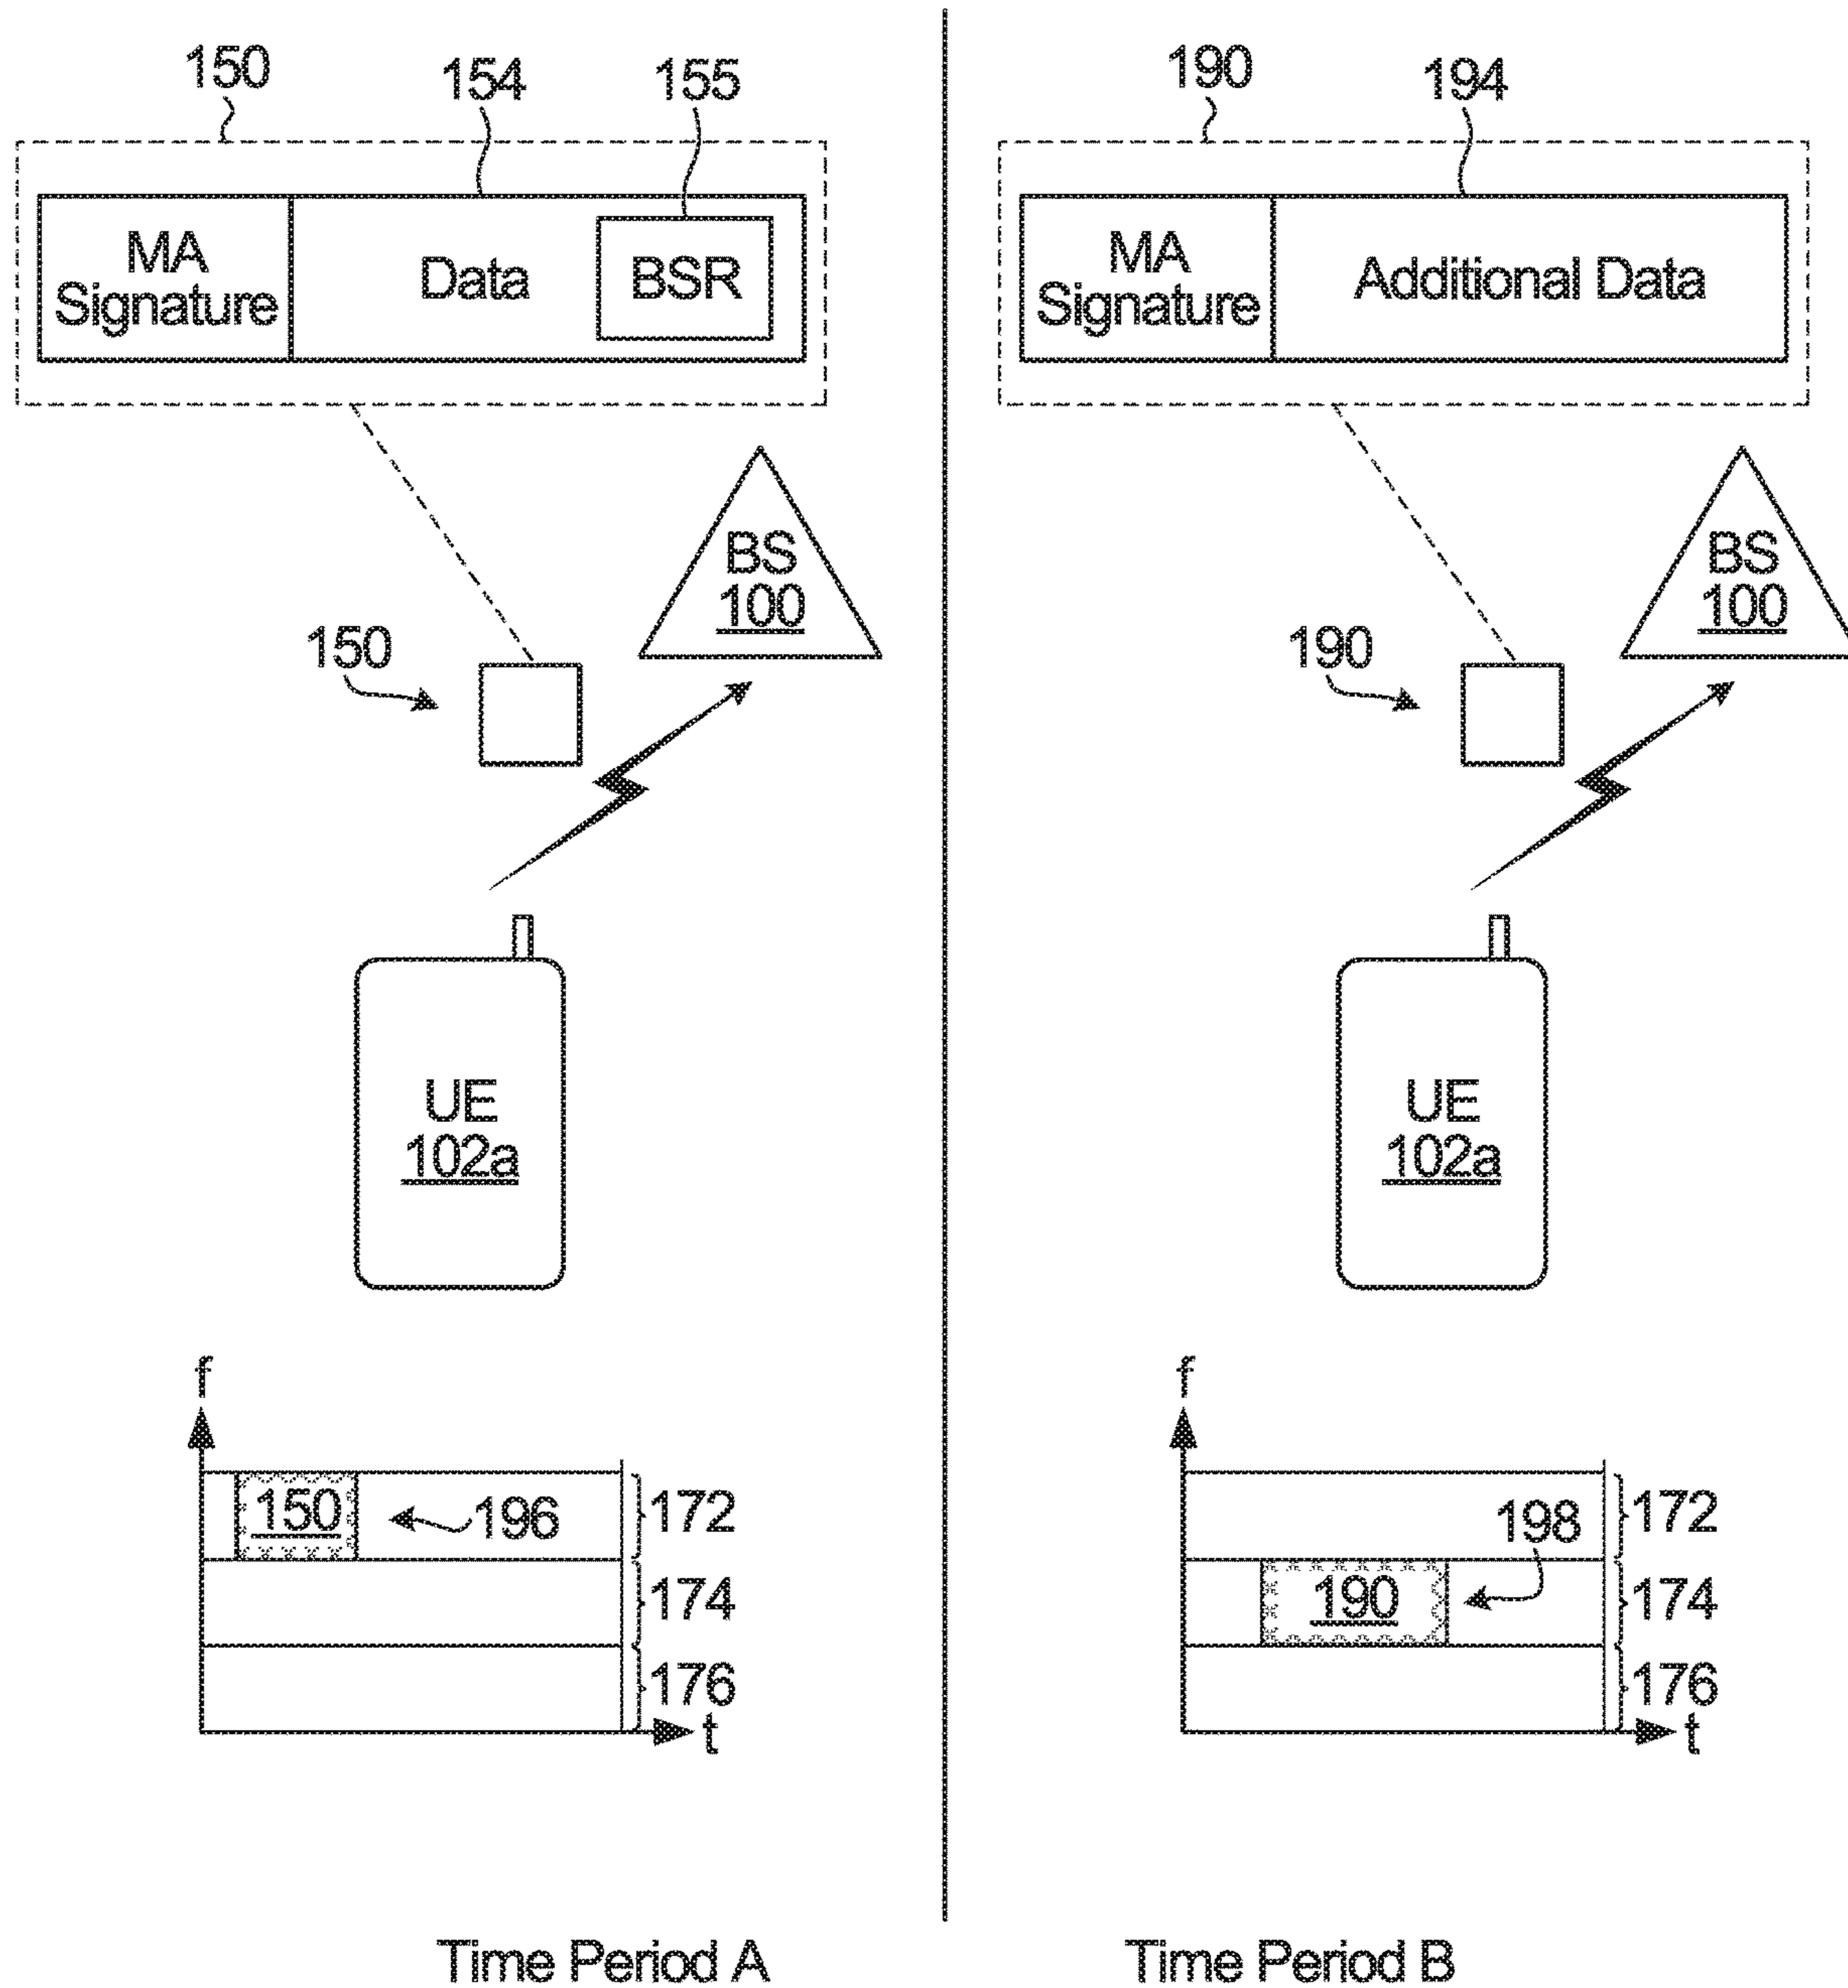 150 154 155
MA
Signature
Data
BSR
BS
100
150
UE
102a
f
150
196
172
174
176
t
Time Period A
190 194
MA
Signature
Additional Data
BS
100
190
UE
102a
f
172
198
190
174
176
t
Time Period B